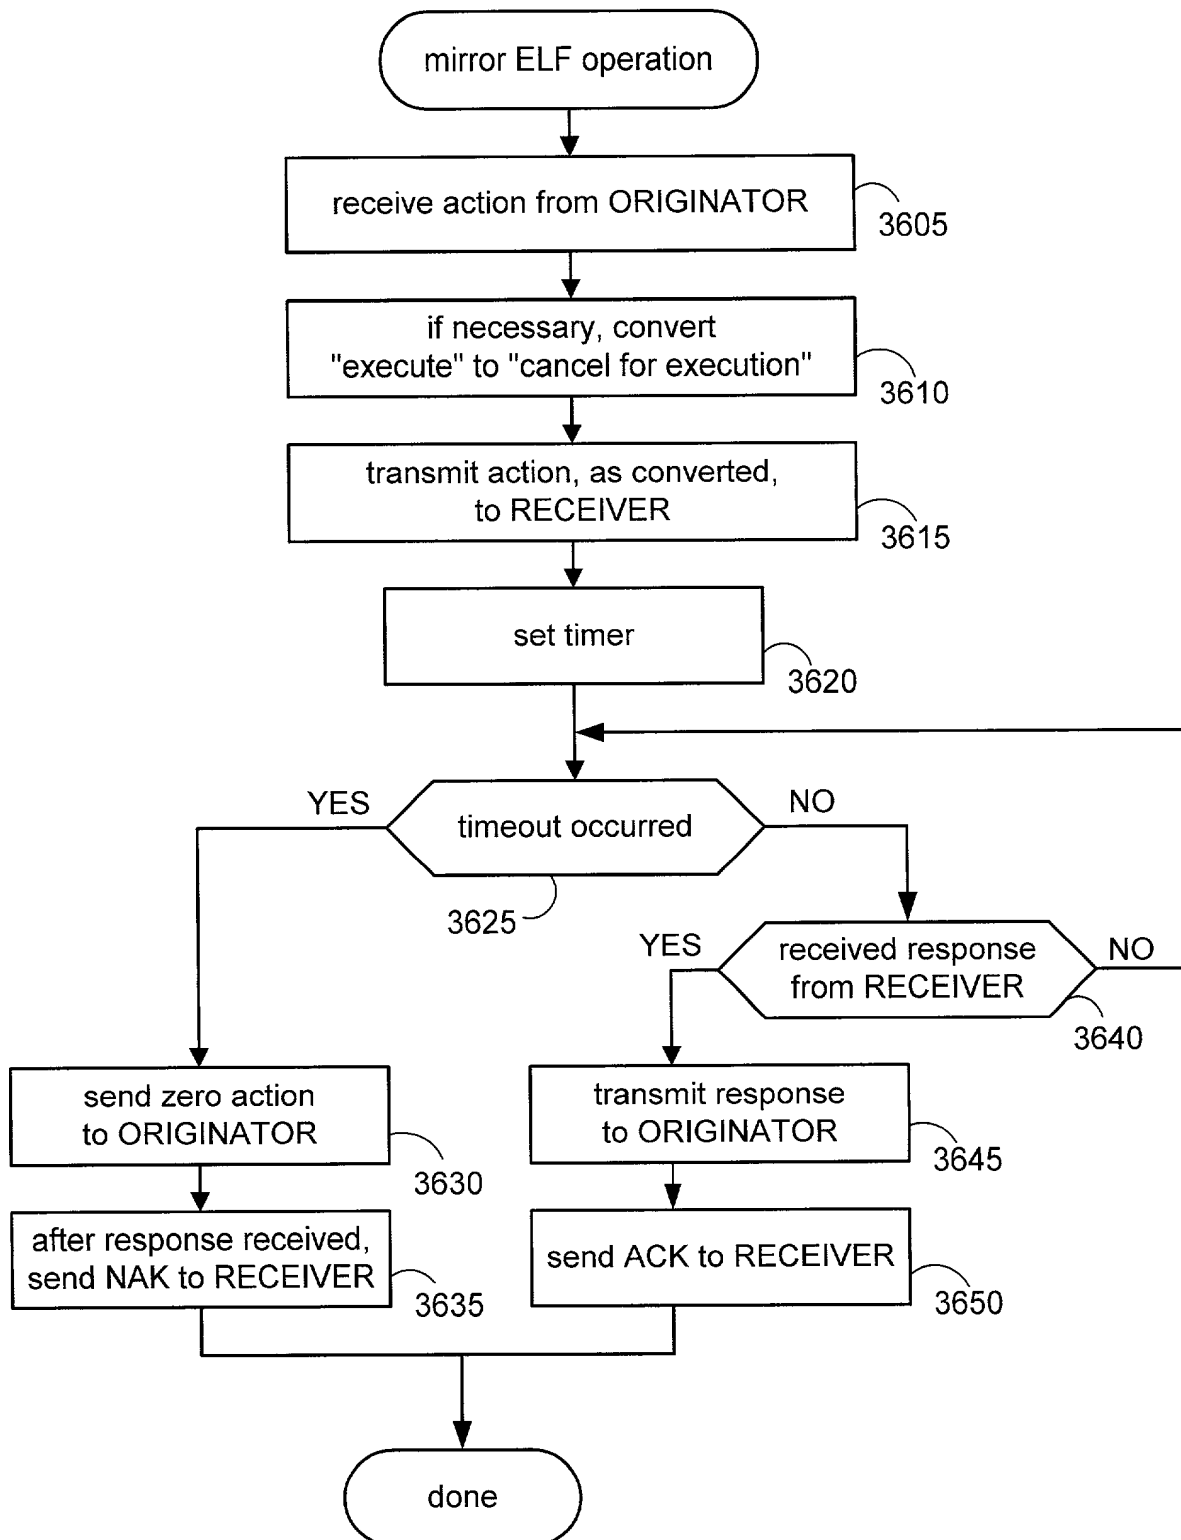 mirror ELF operation
receive action from ORIGINATOR
3605
if necessary, convert
"execute" to "cancel for execution"
3610
transmit action, as converted,
to RECEIVER
3615
set timer
3620
YES
timeout occurred
NO
3625
YES
received response
from RECEIVER
NO
3640
send zero action
to ORIGINATOR
3630
transmit response
to ORIGINATOR
3645
after response received,
send NAK to RECEIVER
3635
send ACK to RECEIVER
3650
done